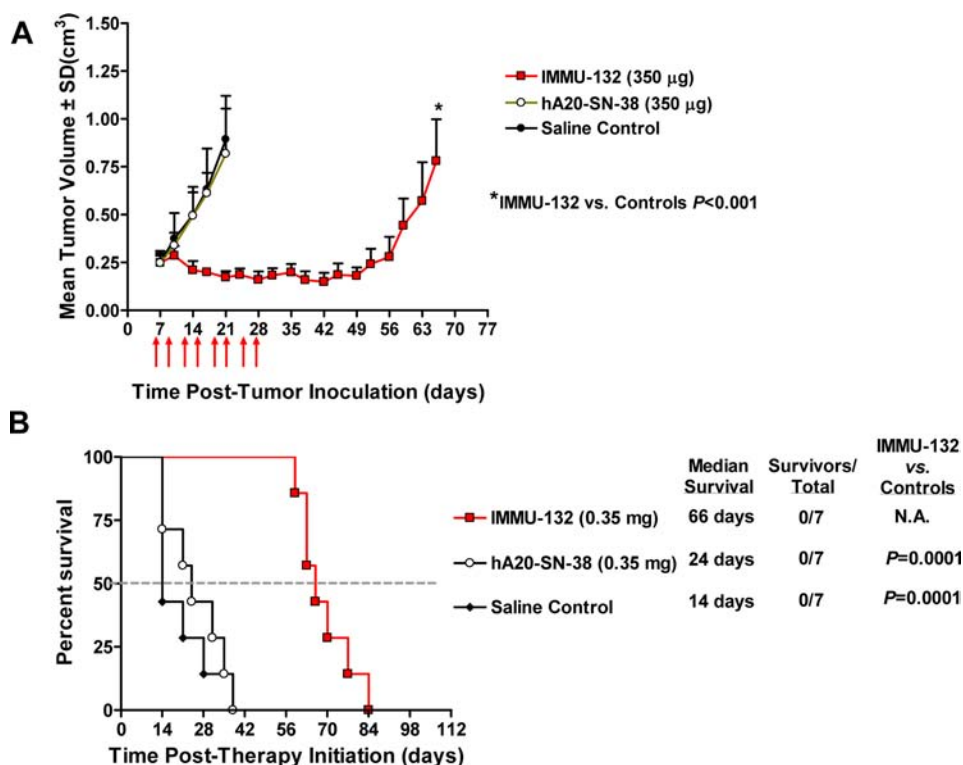 A
Mean Tumor Volume ± SD(cm³)
1.50
1.25
1.00
0.75
0.50
0.25
0.00
0 7 14 21 28 35 42 49 56 63 70 77
Time Post-Tumor Inoculation (days)
*
IMMU-132 (350 µg)
hA20-SN-38 (350 µg)
Saline Control
*IMMU-132 vs. Controls P<0.001
B
Percent survival
100
75
50
25
0
0 14 28 42 56 70 84 98 112
Time Post-Therapy Initiation (days)
Median Survival
Survivors/ Total
IMMU-132 vs. Controls
IMMU-132 (0.35 mg) 66 days 0/7 N.A.
hA20-SN-38 (0.35 mg) 24 days 0/7 P=0.0001
Saline Control 14 days 0/7 P=0.0001